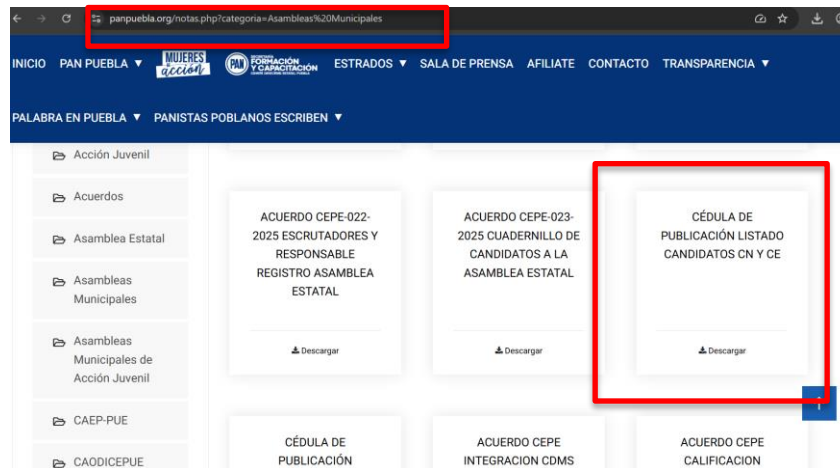 panpuebla.org/notas.php?categoria=Asambleas%20Municipales
INICIO PAN PUEBLA ▼ MUJERES acción PAN SECRETARÍA FORMACIÓN Y CAPACITACIÓN ESTRADOS ▼ SALA DE PRENSA AFILIATE CONTACTO TRANSPARENCIA ▼
PALABRA EN PUEBLA ▼ PANISTAS POBLANOS ESCRIBEN ▼
Acción Juvenil
Acuerdos
Asamblea Estatal
Asambleas
Municipales
Asambleas
Municipales de
Acción Juvenil
CAEP-PUE
CAODICEPUE
ACUERDO CEPE-022-
2025 ESCRUTADORES Y
RESPONSABLE
REGISTRO ASAMBLEA
ESTATAL
Descargar
ACUERDO CEPE-023-
2025 CUADERNILLO DE
CANDIDATOS A LA
ASAMBLEA ESTATAL
Descargar
CÉDULA DE
PUBLICACIÓN LISTADO
CANDIDATOS CN Y CE
Descargar
CÉDULA DE
PUBLICACIÓN
ACUERDO CEPE
INTEGRACION CDMS
ACUERDO CEPE
CALIFICACION